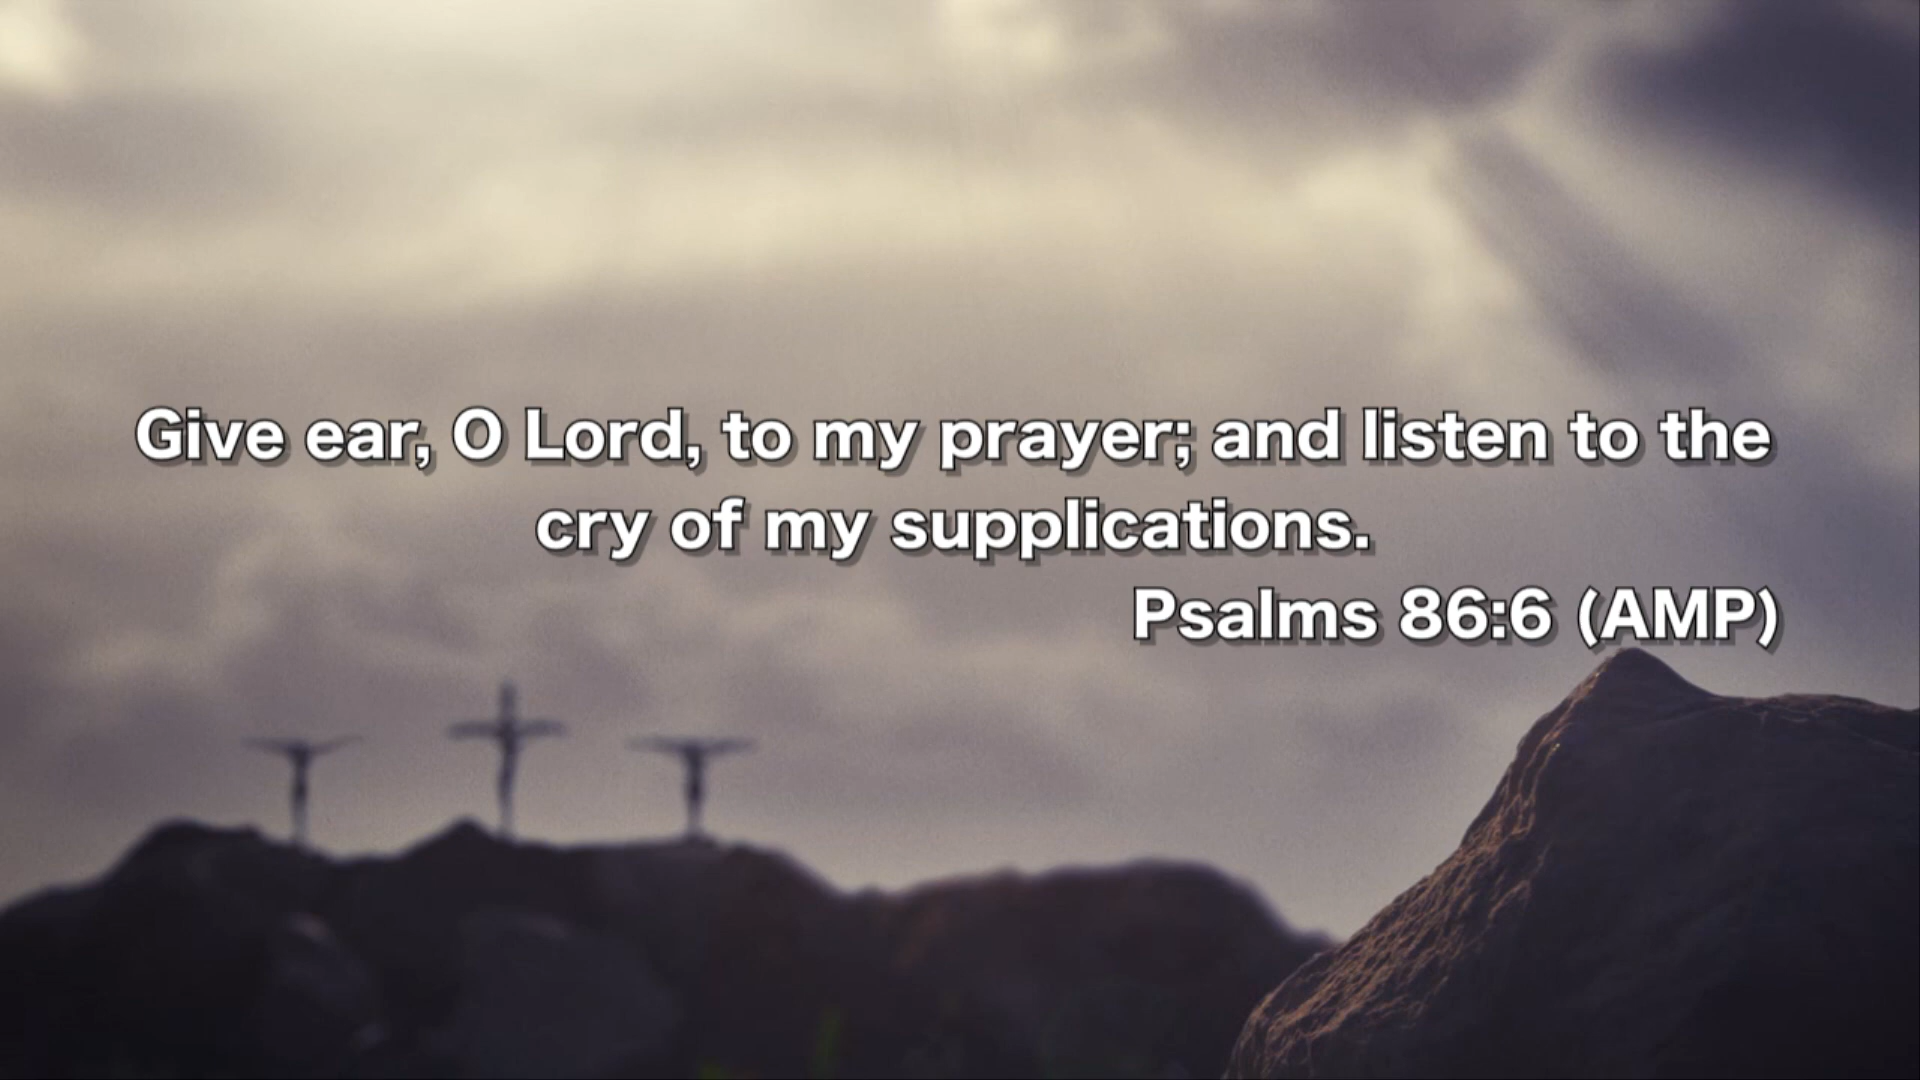 Give ear, O Lord, to my prayer; and listen to the
cry of my supplications.
Psalms 86:6 (AMP)